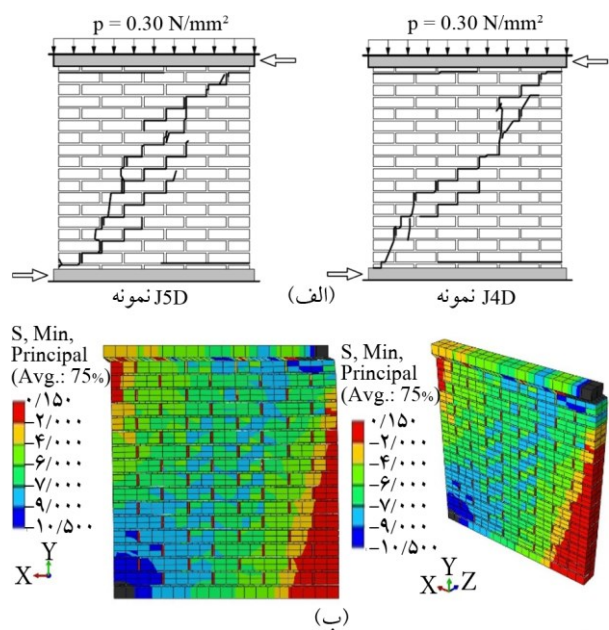 p = 0.30 N/mm²
p = 0.30 N/mm²
نمونه J5D
(الف)
نمونه J4D
S, Min,
Principal
(Avg.: 75%)
۰/۱۵۰
−۲/۰۰۰
−۴/۰۰۰
−۶/۰۰۰
−۷/۰۰۰
−۹/۰۰۰
−۱۰/۵۰۰
Y
X
S, Min,
Principal
(Avg.: 75%)
۰/۱۵۰
−۲/۰۰۰
−۴/۰۰۰
−۶/۰۰۰
−۷/۰۰۰
−۹/۰۰۰
−۱۰/۵۰۰
Y
X Z
(ب)